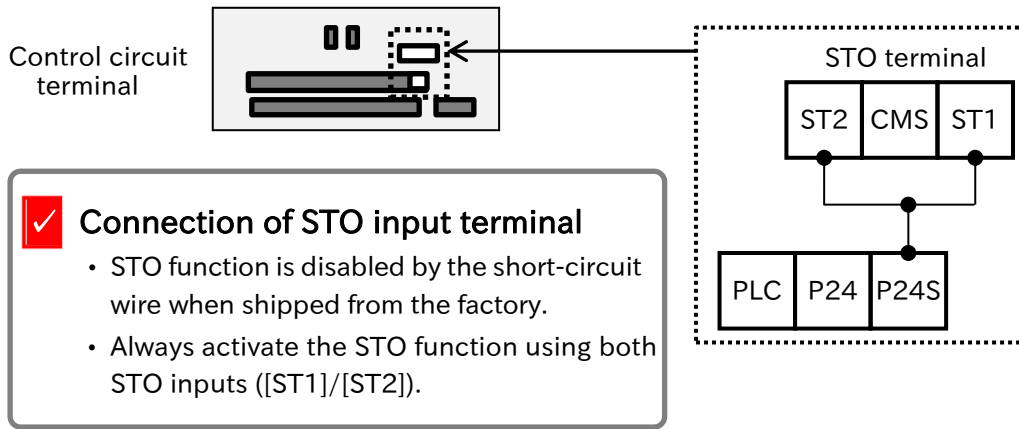 Control circuit
terminal
STO terminal
ST2 CMS ST1
PLC P24 P24S
Connection of STO input terminal
・ STO function is disabled by the short-circuit
wire when shipped from the factory.
・ Always activate the STO function using both
STO inputs ([ST1]/[ST2]).